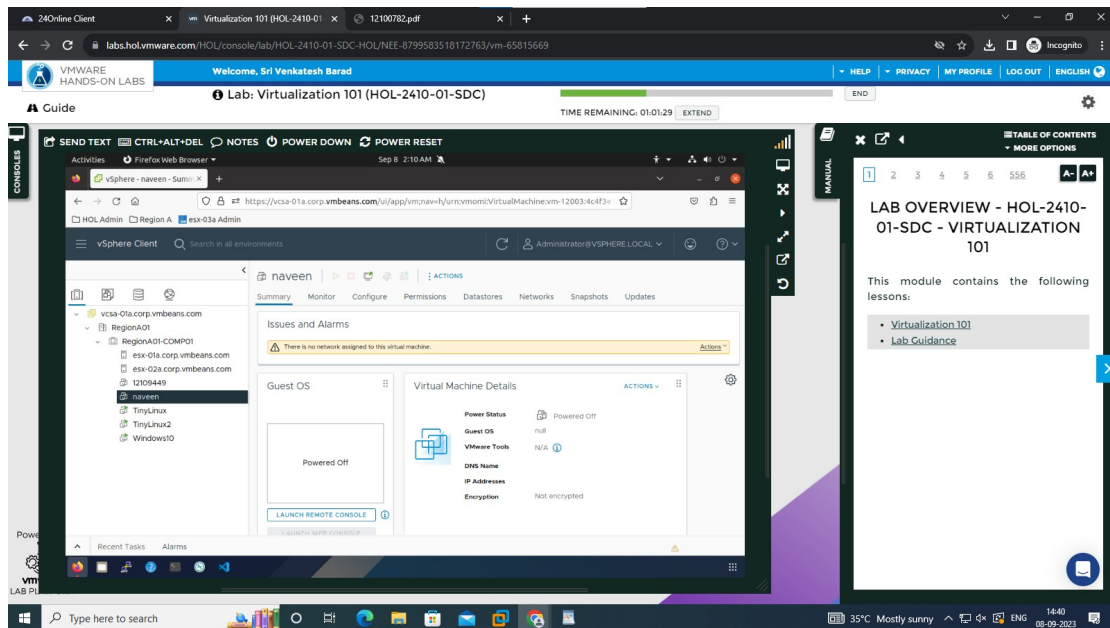 24Online Client
Virtualization 101 (HOL-2410-01
12100782.pdf
labs.hol.vmware.com/HOL/console/lab/HOL-2410-01-SDC-HOL/NEE-8799583518172763/vm-65815669
Incognito
VMWARE
HANDS-ON LABS
Welcome, Sri Venkatesh Barad
HELP PRIVACY MY PROFILE LOG OUT ENGLISH
Guide
Lab: Virtualization 101 (HOL-2410-01-SDC)
TIME REMAINING: 01:01:29 EXTEND
END
CONSOLES
SEND TEXT CTRL+ALT+DEL NOTES POWER DOWN POWER RESET
Activities Firefox Web Browser Sep 8 2:10 AM
vSphere - naveen - Summ
https://vcsa-01a.corp.vmbeans.com/ui/app/vm;nav=h/urn:vmomi:VirtualMachine:vm-12003:4c4f3
HOL Admin Region A esx-03a Admin
vSphere Client Search in all environments Administrator@VSPHERE.LOCAL
naveen ACTIONS
Summary Monitor Configure Permissions Datastores Networks Snapshots Updates
vcsa-01a.corp.vmbeans.com
RegionA01
RegionA01-COMP01
esx-01a.corp.vmbeans.com
esx-02a.corp.vmbeans.com
12109449
naveen
TinyLinux
TinyLinux2
Windows10
Issues and Alarms
There is no network assigned to this virtual machine. Actions
Guest OS
Powered Off
LAUNCH REMOTE CONSOLE
LAUNCH WEB CONSOLE
Virtual Machine Details ACTIONS
Power Status Powered Off
Guest OS null
VMware Tools N/A
DNS Name
IP Addresses
Encryption Not encrypted
Recent Tasks Alarms
MANUAL
TABLE OF CONTENTS
MORE OPTIONS
1 2 3 4 5 6 556 A- A+
LAB OVERVIEW - HOL-2410-
01-SDC - VIRTUALIZATION
101
This module contains the following
lessons:
• Virtualization 101
• Lab Guidance
Powe
vm
LAB PL
Type here to search
35°C Mostly sunny ENG
14:40
08-09-2023